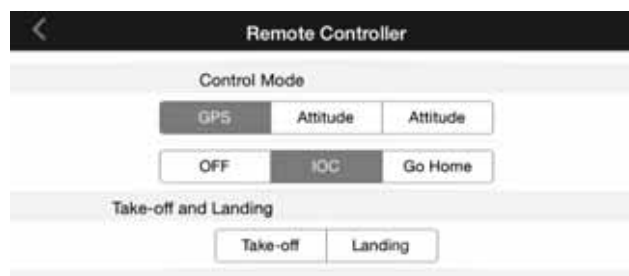 Remote Controller
Control Mode
GPS Attitude Attitude
OFF IOC Go Home
Take-off and Landing
Take-off Landing